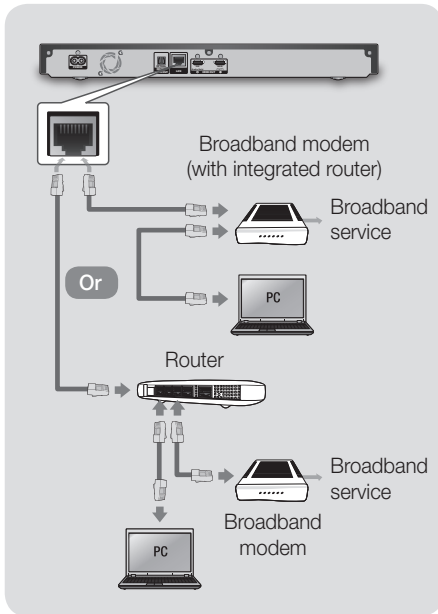 Broadband modem
(with integrated router)
Broadband
service
PC
Or
Router
Broadband
service
Broadband
modem
PC